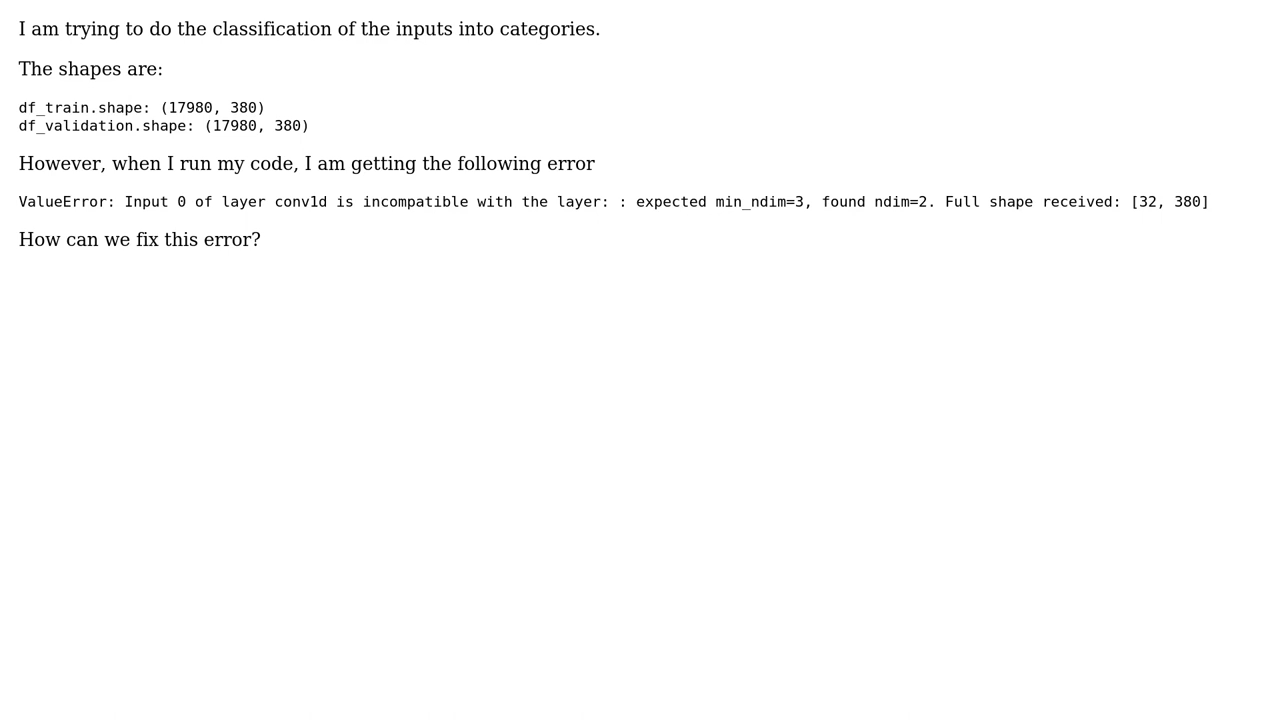 I am trying to do the classification of the inputs into categories.
The shapes are:
df_train.shape: (17980, 380)
df_validation.shape: (17980, 380)
However, when I run my code, I am getting the following error
ValueError: Input 0 of layer conv1d is incompatible with the layer: : expected min_ndim=3, found ndim=2. Full shape received: [32, 380]
How can we fix this error?